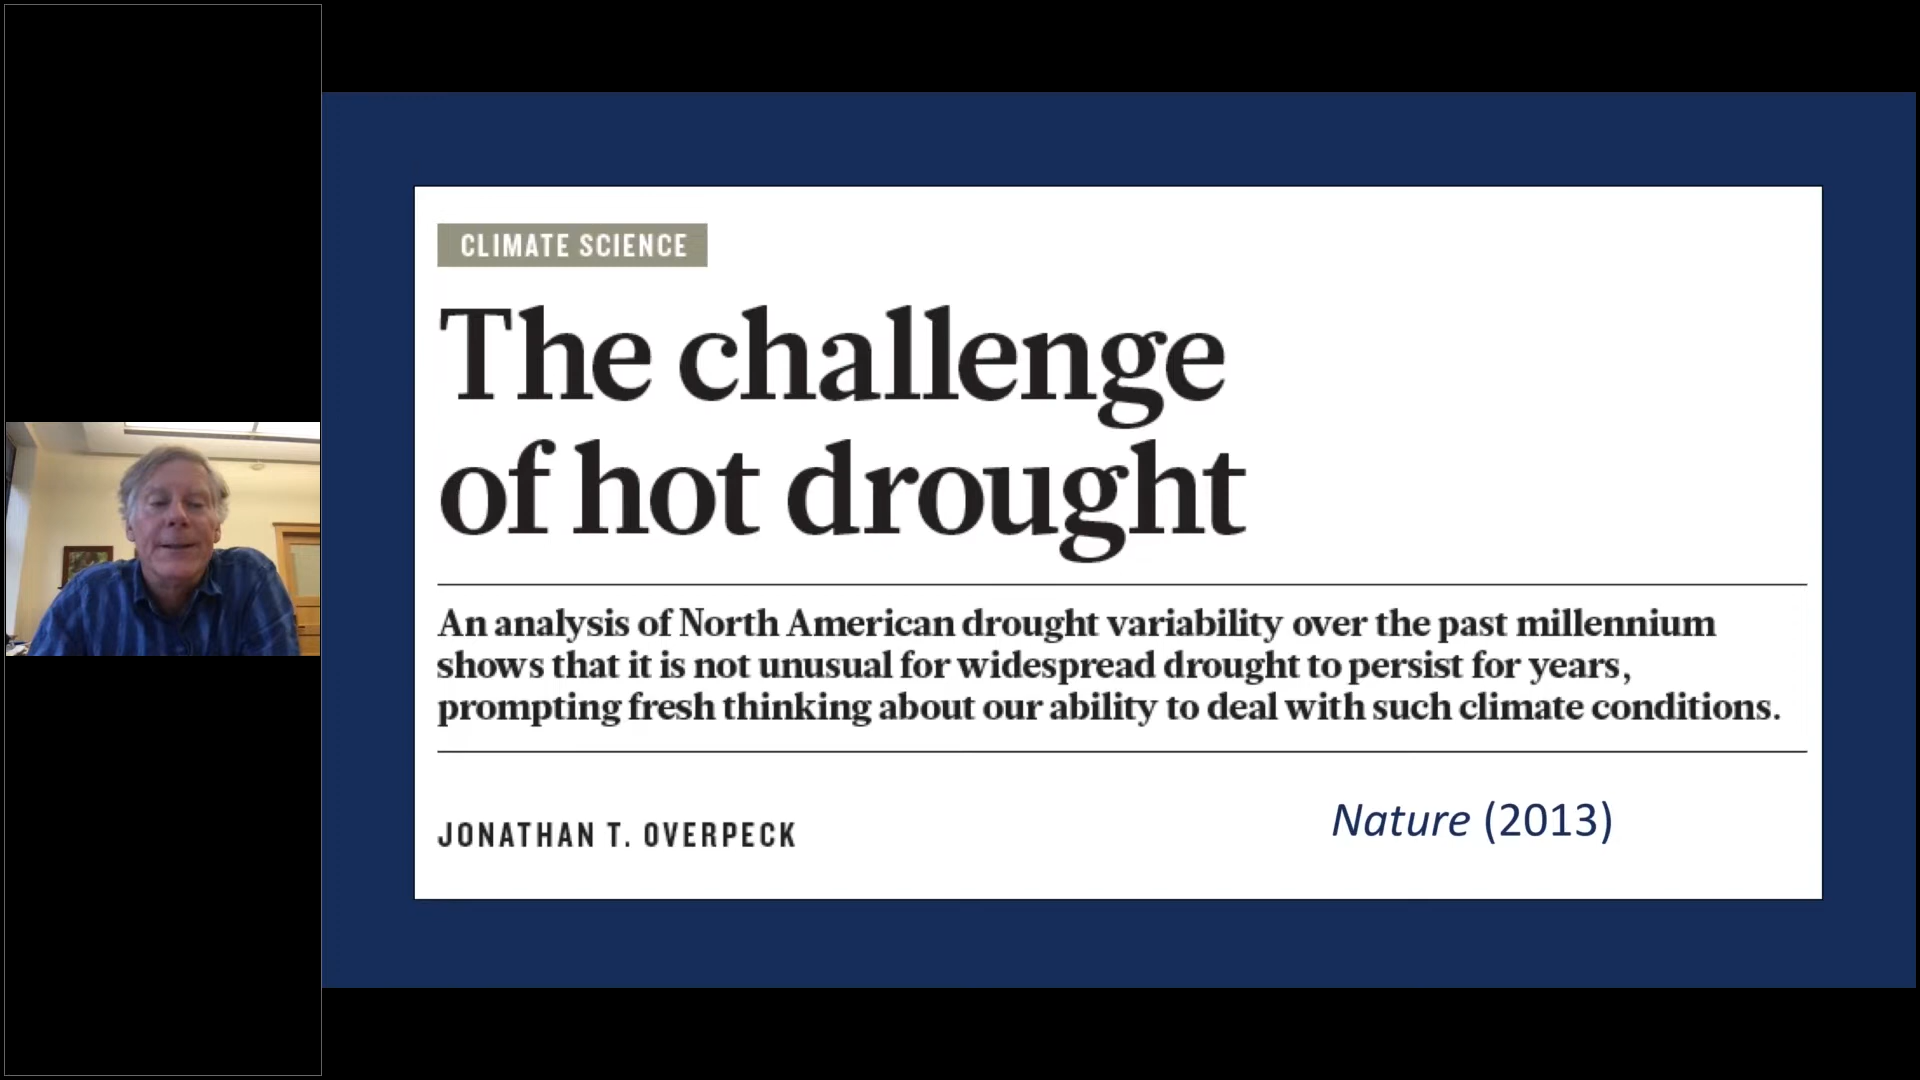 CLIMATE SCIENCE
The challenge
of hot drought
An analysis of North American drought variability over the past millennium
shows that it is not unusual for widespread drought to persist for years,
prompting fresh thinking about our ability to deal with such climate conditions.
JONATHAN T. OVERPECK
Nature (2013)